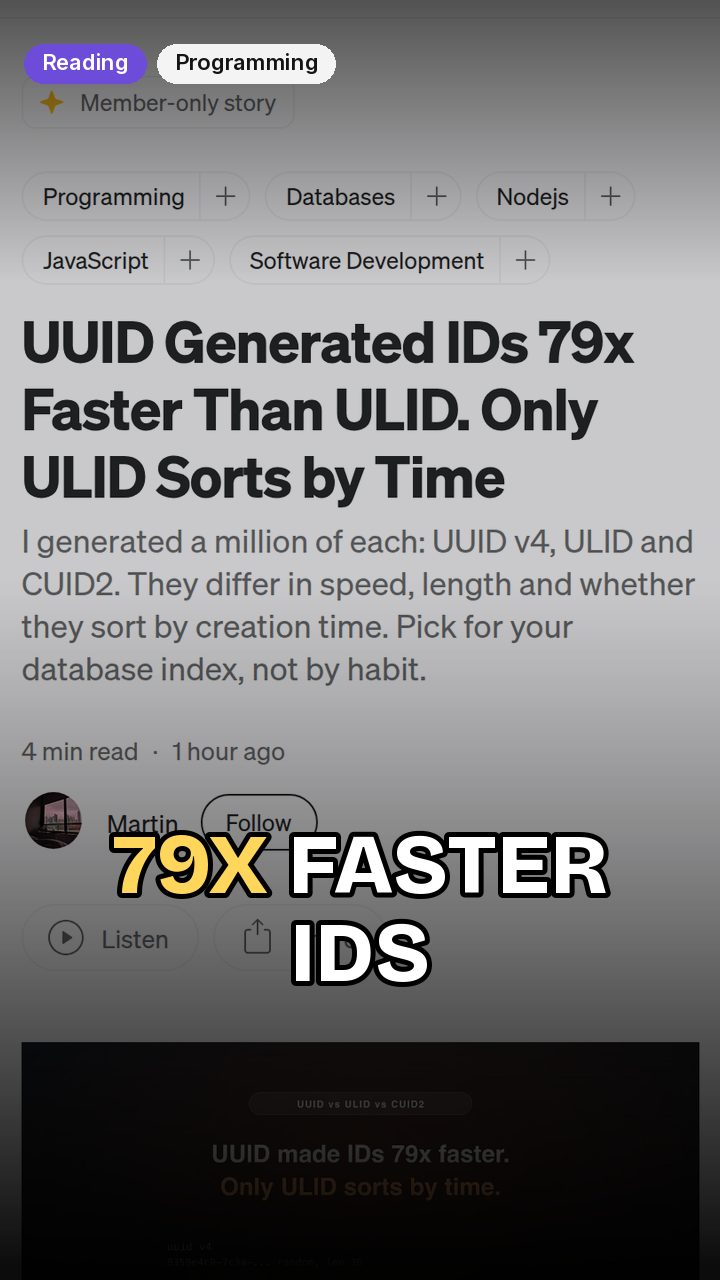 Reading Programming
Member-only story
Programming + Databases + Nodejs +
JavaScript + Software Development +
UUID Generated IDs 79x
Faster Than ULID. Only
ULID Sorts by Time
I generated a million of each: UUID v4, ULID and
CUID2. They differ in speed, length and whether
they sort by creation time. Pick for your
database index, not by habit.
4 min read · 1 hour ago
Martin Follow
79X FASTER
IDS
Listen
UUID vs ULID vs CUID2
UUID made IDs 79x faster.
Only ULID sorts by time.
uuid v4